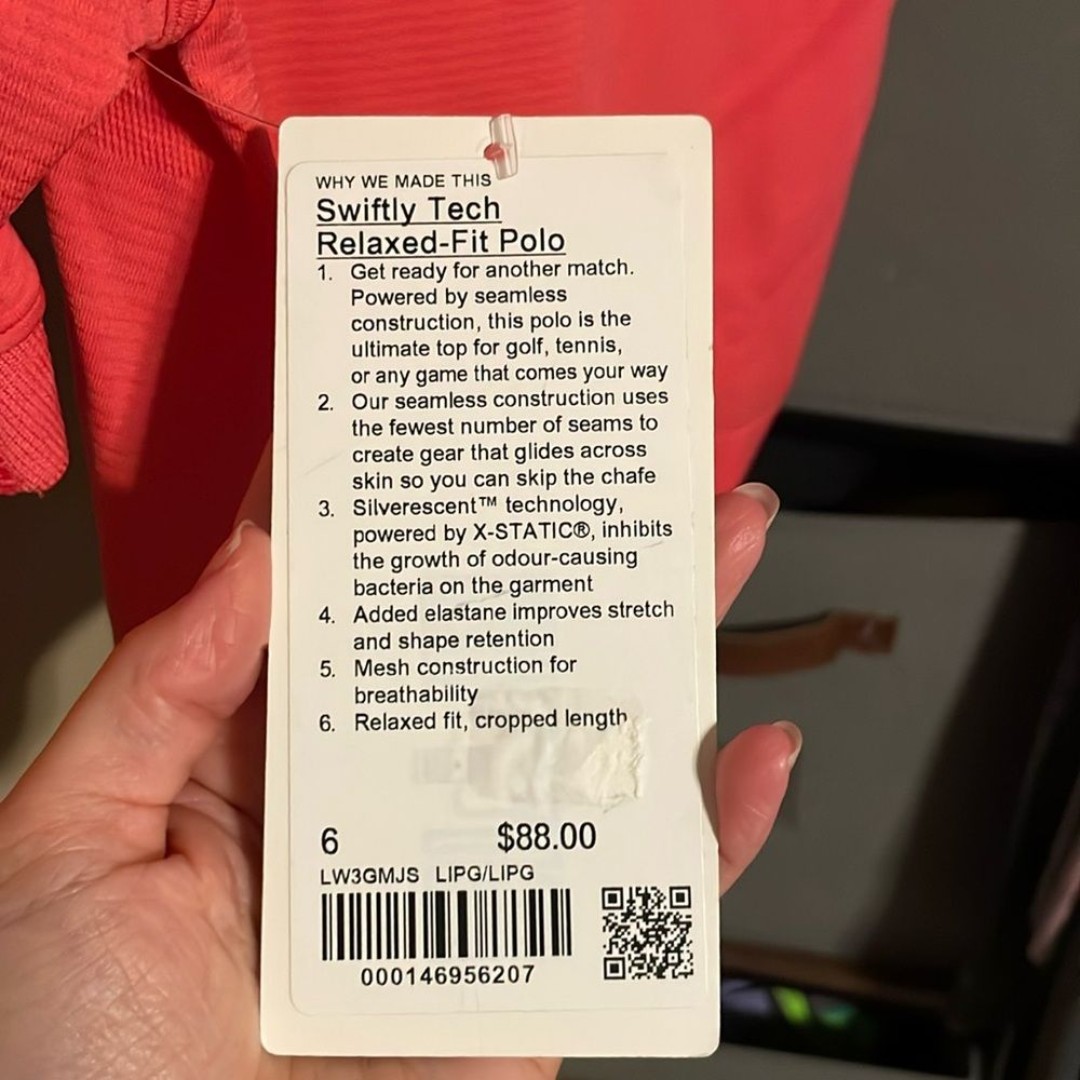 WHY WE MADE THIS
Swiftly Tech
Relaxed-Fit Polo
1. Get ready for another match.
Powered by seamless
construction, this polo is the
ultimate top for golf, tennis,
or any game that comes your way
2. Our seamless construction uses
the fewest number of seams to
create gear that glides across
skin so you can skip the chafe
3. Silverescent™ technology,
powered by X-STATIC®, inhibits
the growth of odour-causing
bacteria on the garment
4. Added elastane improves stretch
and shape retention
5. Mesh construction for
breathability
6. Relaxed fit, cropped length
6 $88.00
LW3GMJS LIPG/LIPG
000146956207